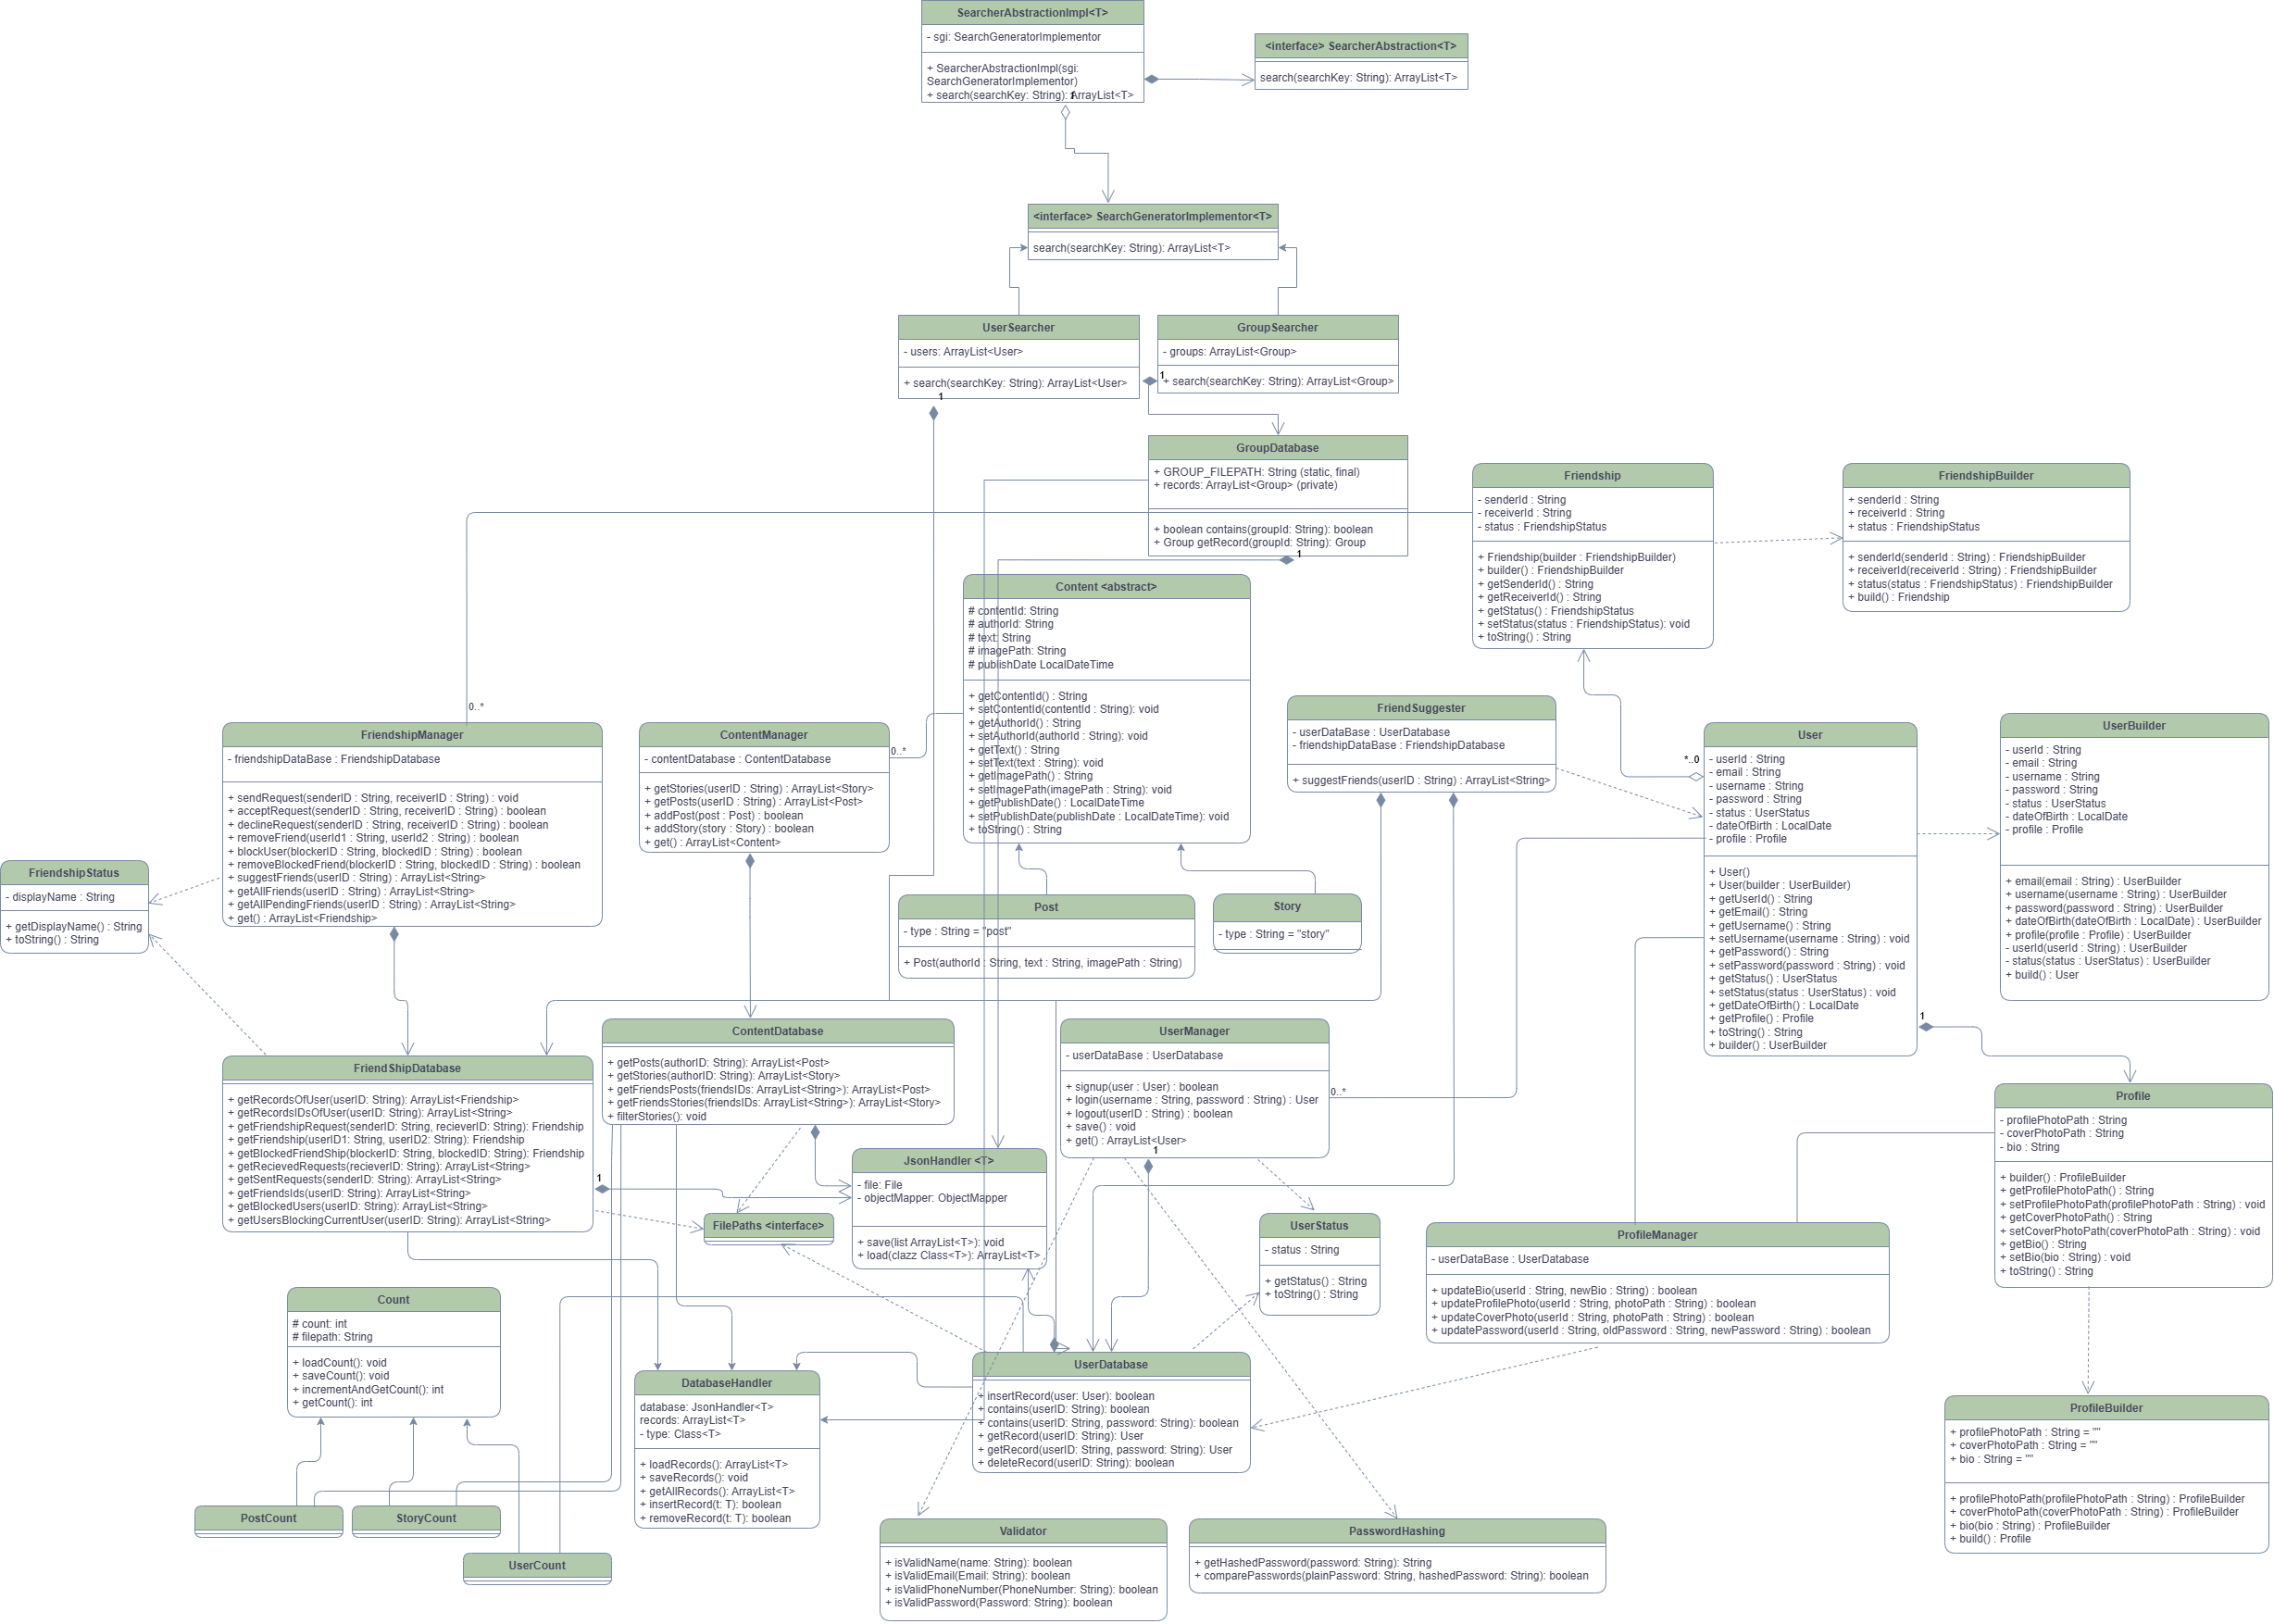 SearcherAbstractionImpl<T>
- sgi: SearchGeneratorImplementor
+ SearcherAbstractionImpl(sgi:
SearchGeneratorImplementor)
+ search(searchKey: String): ArrayList<T>
1
<interface> SearcherAbstraction<T>
search(searchKey: String): ArrayList<T>
<interface> SearchGeneratorImplementor<T>
search(searchKey: String): ArrayList<T>
UserSearcher
- users: ArrayList<User>
+ search(searchKey: String): ArrayList<User>
1
GroupSearcher
- groups: ArrayList<Group>
+ search(searchKey: String): ArrayList<Group>
1
GroupDatabase
+ GROUP_FILEPATH: String (static, final)
+ records: ArrayList<Group> (private)
+ boolean contains(groupId: String): boolean
+ Group getRecord(groupId: String): Group
1
Friendship
- senderId : String
- receiverId : String
- status : FriendshipStatus
+ Friendship(builder : FriendshipBuilder)
+ builder() : FriendshipBuilder
+ getSenderId() : String
+ getReceiverId() : String
+ getStatus() : FriendshipStatus
+ setStatus(status : FriendshipStatus): void
+ toString() : String
FriendshipBuilder
+ senderId : String
+ receiverId : String
+ status : FriendshipStatus
+ senderId(senderId : String) : FriendshipBuilder
+ receiverId(receiverId : String) : FriendshipBuilder
+ status(status : FriendshipStatus) : FriendshipBuilder
+ build() : Friendship
Content <abstract>
# contentId: String
# authorId: String
# text: String
# imagePath: String
# publishDate LocalDateTime
+ getContentId() : String
+ setContentId(contentId : String): void
+ getAuthorId() : String
+ setAuthorId(authorId : String): void
+ getText() : String
+ setText(text : String): void
+ getImagePath() : String
+ setImagePath(imagePath : String): void
+ getPublishDate() : LocalDateTime
+ setPublishDate(publishDate : LocalDateTime): void
+ toString() : String
0..*
FriendshipManager
- friendshipDataBase : FriendshipDatabase
+ sendRequest(senderID : String, receiverID : String) : void
+ acceptRequest(senderID : String, receiverID : String) : boolean
+ declineRequest(senderID : String, receiverID : String) : boolean
+ removeFriend(userId1 : String, userId2 : String) : boolean
+ blockUser(blockerID : String, blockedID : String) : boolean
+ removeBlockedFriend(blockerID : String, blockedID : String) : boolean
+ suggestFriends(userID : String) : ArrayList<String>
+ getAllFriends(userID : String) : ArrayList<String>
+ getAllPendingFriends(userID : String) : ArrayList<String>
+ get() : ArrayList<Friendship>
ContentManager
- contentDatabase : ContentDatabase
+ getStories(userID : String) : ArrayList<Story>
+ getPosts(userID : String) : ArrayList<Post>
+ addPost(post : Post) : boolean
+ addStory(story : Story) : boolean
+ get() : ArrayList<Content>
0..*
FriendSuggester
- userDataBase : UserDatabase
- friendshipDataBase : FriendshipDatabase
+ suggestFriends(userID : String) : ArrayList<String>
*..0
User
- userId : String
- email : String
- username : String
- password : String
- status : UserStatus
- dateOfBirth : LocalDate
- profile : Profile
+ User()
+ User(builder : UserBuilder)
+ getUserId() : String
+ getEmail() : String
+ getUsername() : String
+ setUsername(username : String) : void
+ getPassword() : String
+ setPassword(password : String) : void
+ getStatus() : UserStatus
+ setStatus(status : UserStatus) : void
+ getDateOfBirth() : LocalDate
+ getProfile() : Profile
+ toString() : String
+ builder() : UserBuilder
1
UserBuilder
- userId : String
- email : String
- username : String
- password : String
- status : UserStatus
- dateOfBirth : LocalDate
- profile : Profile
+ email(email : String) : UserBuilder
+ username(username : String) : UserBuilder
+ password(password : String) : UserBuilder
+ dateOfBirth(dateOfBirth : LocalDate) : UserBuilder
+ profile(profile : Profile) : UserBuilder
- userId(userId : String) : UserBuilder
- status(status : UserStatus) : UserBuilder
+ build() : User
FriendshipStatus
- displayName : String
+ getDisplayName() : String
+ toString() : String
Post
- type : String = "post"
+ Post(authorId : String, text : String, imagePath : String)
Story
- type : String = "story"
FriendShipDatabase
+ getRecordsOfUser(userID: String): ArrayList<Friendship>
+ getRecordsIDsOfUser(userID: String): ArrayList<String>
+ getFriendshipRequest(senderID: String, recieverID: String): Friendship
+ getFriendship(userID1: String, userID2: String): Friendship
+ getBlockedFriendShip(blockerID: String, blockedID: String): Friendship
+ getRecievedRequests(recieverID: String): ArrayList<String>
+ getSentRequests(senderID: String): ArrayList<String>
+ getFriendsIds(userID: String): ArrayList<String>
+ getBlockedUsers(userID: String): ArrayList<String>
+ getUsersBlockingCurrentUser(userID: String): ArrayList<String>
1
ContentDatabase
+ getPosts(authorID: String): ArrayList<Post>
+ getStories(authorID: String): ArrayList<Story>
+ getFriendsPosts(friendsIDs: ArrayList<String>): ArrayList<Post>
+ getFriendsStories(friendsIDs: ArrayList<String>): ArrayList<Story>
+ filterStories(): void
UserManager
- userDataBase : UserDatabase
+ signup(user : User) : boolean
+ login(username : String, password : String) : User
+ logout(userID : String) : boolean
+ save() : void
+ get() : ArrayList<User>
0..*
1
JsonHandler <T>
- file: File
- objectMapper: ObjectMapper
+ save(list ArrayList<T>): void
+ load(clazz Class<T>): ArrayList<T>
FilePaths <interface>
UserStatus
- status : String
+ getStatus() : String
+ toString() : String
Profile
- profilePhotoPath : String
- coverPhotoPath : String
- bio : String
+ builder() : ProfileBuilder
+ getProfilePhotoPath() : String
+ setProfilePhotoPath(profilePhotoPath : String) : void
+ getCoverPhotoPath() : String
+ setCoverPhotoPath(coverPhotoPath : String) : void
+ getBio() : String
+ setBio(bio : String) : void
+ toString() : String
ProfileManager
- userDataBase : UserDatabase
+ updateBio(userId : String, newBio : String) : boolean
+ updateProfilePhoto(userId : String, photoPath : String) : boolean
+ updateCoverPhoto(userId : String, photoPath : String) : boolean
+ updatePassword(userId : String, oldPassword : String, newPassword : String) : boolean
Count
# count: int
# filepath: String
+ loadCount(): void
+ saveCount(): void
+ incrementAndGetCount(): int
+ getCount(): int
DatabaseHandler
database: JsonHandler<T>
records: ArrayList<T>
- type: Class<T>
+ loadRecords(): ArrayList<T>
+ saveRecords(): void
+ getAllRecords(): ArrayList<T>
+ insertRecord(t: T): boolean
+ removeRecord(t: T): boolean
UserDatabase
+ insertRecord(user: User): boolean
+ contains(userID: String): boolean
+ contains(userID: String, password: String): boolean
+ getRecord(userID: String): User
+ getRecord(userID: String, password: String): User
+ deleteRecord(userID: String): boolean
ProfileBuilder
+ profilePhotoPath : String = ""
+ coverPhotoPath : String = ""
+ bio : String = ""
+ profilePhotoPath(profilePhotoPath : String) : ProfileBuilder
+ coverPhotoPath(coverPhotoPath : String) : ProfileBuilder
+ bio(bio : String) : ProfileBuilder
+ build() : Profile
PostCount
StoryCount
UserCount
Validator
+ isValidName(name: String): boolean
+ isValidEmail(Email: String): boolean
+ isValidPhoneNumber(PhoneNumber: String): boolean
+ isValidPassword(Password: String): boolean
PasswordHashing
+ getHashedPassword(password: String): String
+ comparePasswords(plainPassword: String, hashedPassword: String): boolean